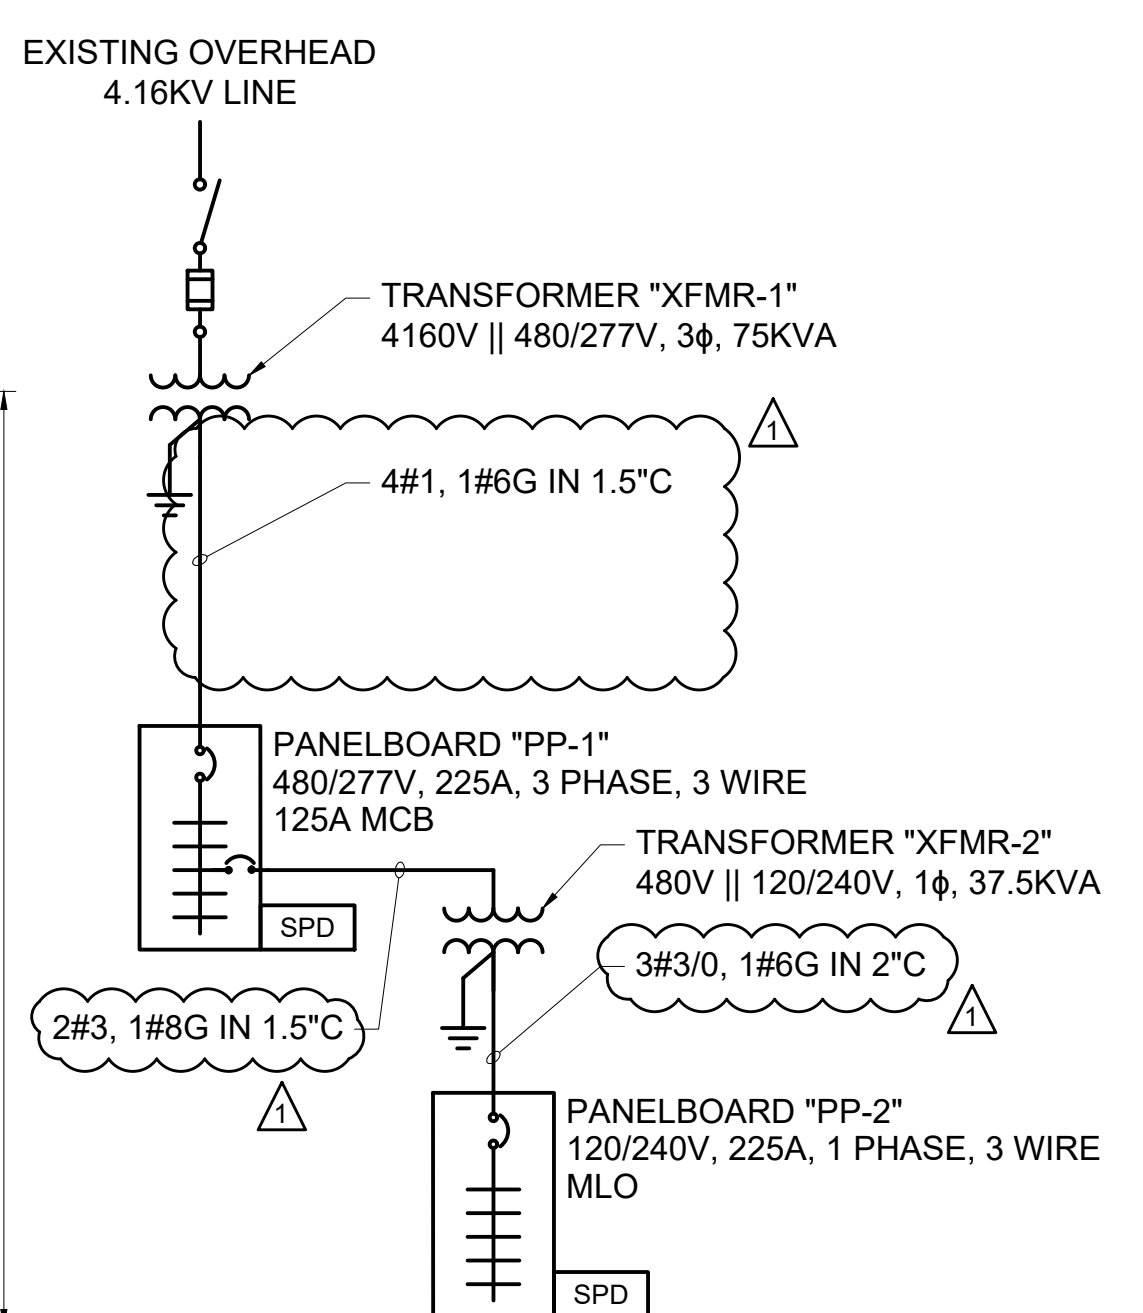 EXISTING OVERHEAD
4.16KV LINE
TRANSFORMER "XFMR-1"
4160V || 480/277V, 3ϕ, 75KVA
1
4#1, 1#6G IN 1.5"C
PANELBOARD "PP-1"
480/277V, 225A, 3 PHASE, 3 WIRE
125A MCB
SPD
TRANSFORMER "XFMR-2"
480V || 120/240V, 1ϕ, 37.5KVA
3#3/0, 1#6G IN 2"C
1
2#3, 1#8G IN 1.5"C
1
PANELBOARD "PP-2"
120/240V, 225A, 1 PHASE, 3 WIRE
MLO
SPD